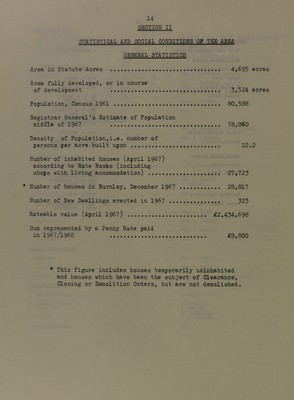 14
SECTION II
STATISTICAL AND SOCIAL CONDITIONS OF THE AREA
GENERAL STATISTICS
Area in Statute Acres .............................. 4,695 acres
Area fully developed, or in course
of development .............................. 3,524 acres
Population, Census 1961 .............................. 80,588
Registrar General's Estimate of Population
middle of 1967 .............................. 78,060
Density of Population,i.e. number of
persons per acre built upon ........................ 22.2
Number of inhabited houses (April 1967)
according to Rate Books (including
shops with living accomodation) .................... 27,723
* Number of houses in Burnley, December 1967 ............ 28,817
Number of New Dwellings erected in 1967 ............. 323
Rateable value (April 1967) ..................... £2,434,698
Sum represented by a Penny Rate paid
in 1967/1968 ......................... £9,800
* This figure includes houses temporarily uninhabited
and houses which have been the subject of Clearance,
Closing or Demolition Orders, but are not demolished.